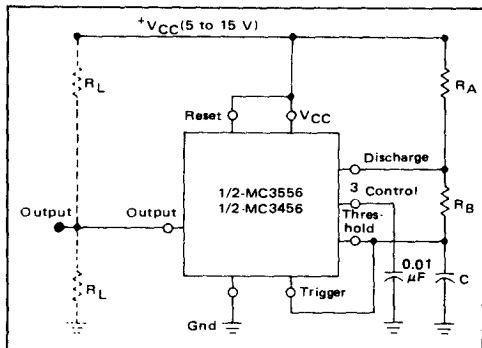 +VCC (5 to 15 V)
RL
RA
Reset
VCC
Discharge
1/2-MC3556
1/2-MC3456
3 Control
RB
Output
Output
Thres-
hold
0.01
µF
C
RL
Trigger
Gnd